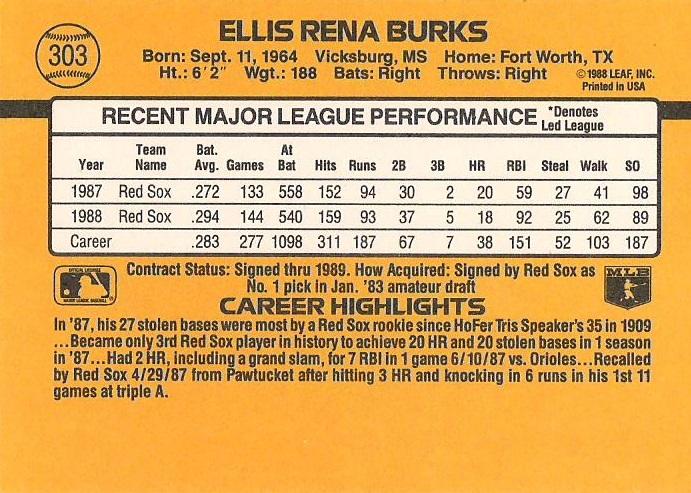 303
ELLIS RENA BURKS
Born: Sept. 11, 1964 Vicksburg, MS Home: Fort Worth, TX
Ht.: 6'2" Wgt.: 188 Bats: Right Throws: Right
©1988 LEAF, INC.
Printed in USA
RECENT MAJOR LEAGUE PERFORMANCE *Denotes
Led League
Team Bat. At
Year Name Avg. Games Bat Hits Runs 2B 3B HR RBI Steal Walk SO
1987 Red Sox .272 133 558 152 94 30 2 20 59 27 41 98
1988 Red Sox .294 144 540 159 93 37 5 18 92 25 62 89
Career .283 277 1098 311 187 67 7 38 151 52 103 187
Contract Status: Signed thru 1989. How Acquired: Signed by Red Sox as
No. 1 pick in Jan. '83 amateur draft
OFFICIAL LICENSEE
MAJOR LEAGUE BASEBALL
MLB
CAREER HIGHLIGHTS
In '87, his 27 stolen bases were most by a Red Sox rookie since HoFer Tris Speaker's 35 in 1909
...Became only 3rd Red Sox player in history to achieve 20 HR and 20 stolen bases in 1 season
in '87...Had 2 HR, including a grand slam, for 7 RBI in 1 game 6/10/87 vs. Orioles...Recalled
by Red Sox 4/29/87 from Pawtucket after hitting 3 HR and knocking in 6 runs in his 1st 11
games at triple A.